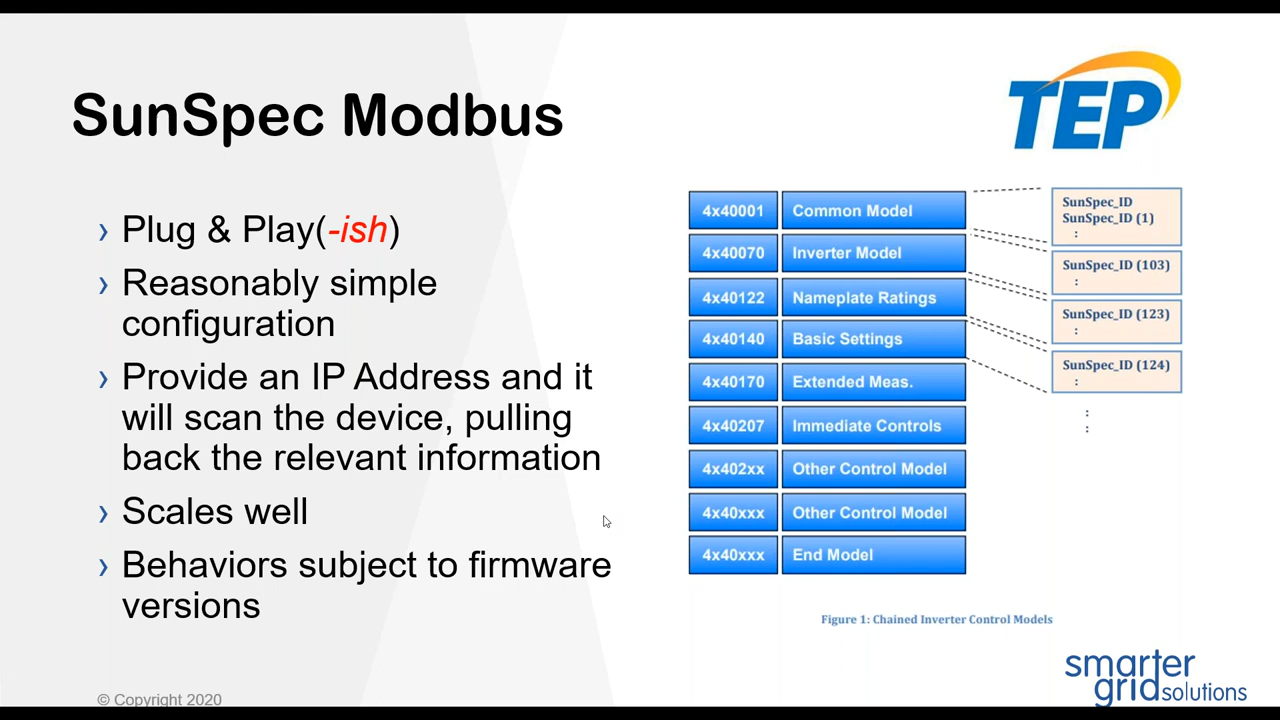 SunSpec Modbus
TEP
› Plug & Play(-ish)
› Reasonably simple
configuration
› Provide an IP Address and it
will scan the device, pulling
back the relevant information
› Scales well
› Behaviors subject to firmware
versions
4x40001 Common Model
4x40070 Inverter Model
4x40122 Nameplate Ratings
4x40140 Basic Settings
4x40170 Extended Meas.
4x40207 Immediate Controls
4x402xx Other Control Model
4x40xxx Other Control Model
4x40xxx End Model
SunSpec_ID
SunSpec_ID (1)
:
SunSpec_ID (103)
:
SunSpec_ID (123)
:
SunSpec_ID (124)
:
:
:
Figure 1: Chained Inverter Control Models
© Copyright 2020
smarter
gridsolutions